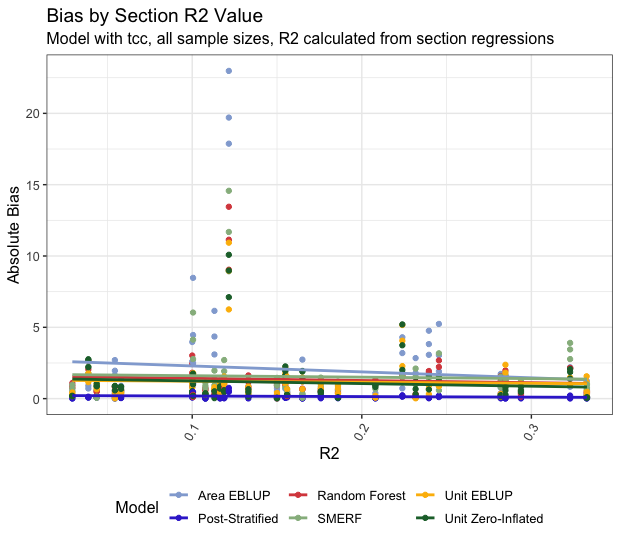 Bias by Section R2 Value
Model with tcc, all sample sizes, R2 calculated from section regressions
Absolute Bias
20
15
10
5
0
0.1
0.2
0.3
R2
Model
Area EBLUP
Random Forest
Unit EBLUP
Post-Stratified
SMERF
Unit Zero-Inflated